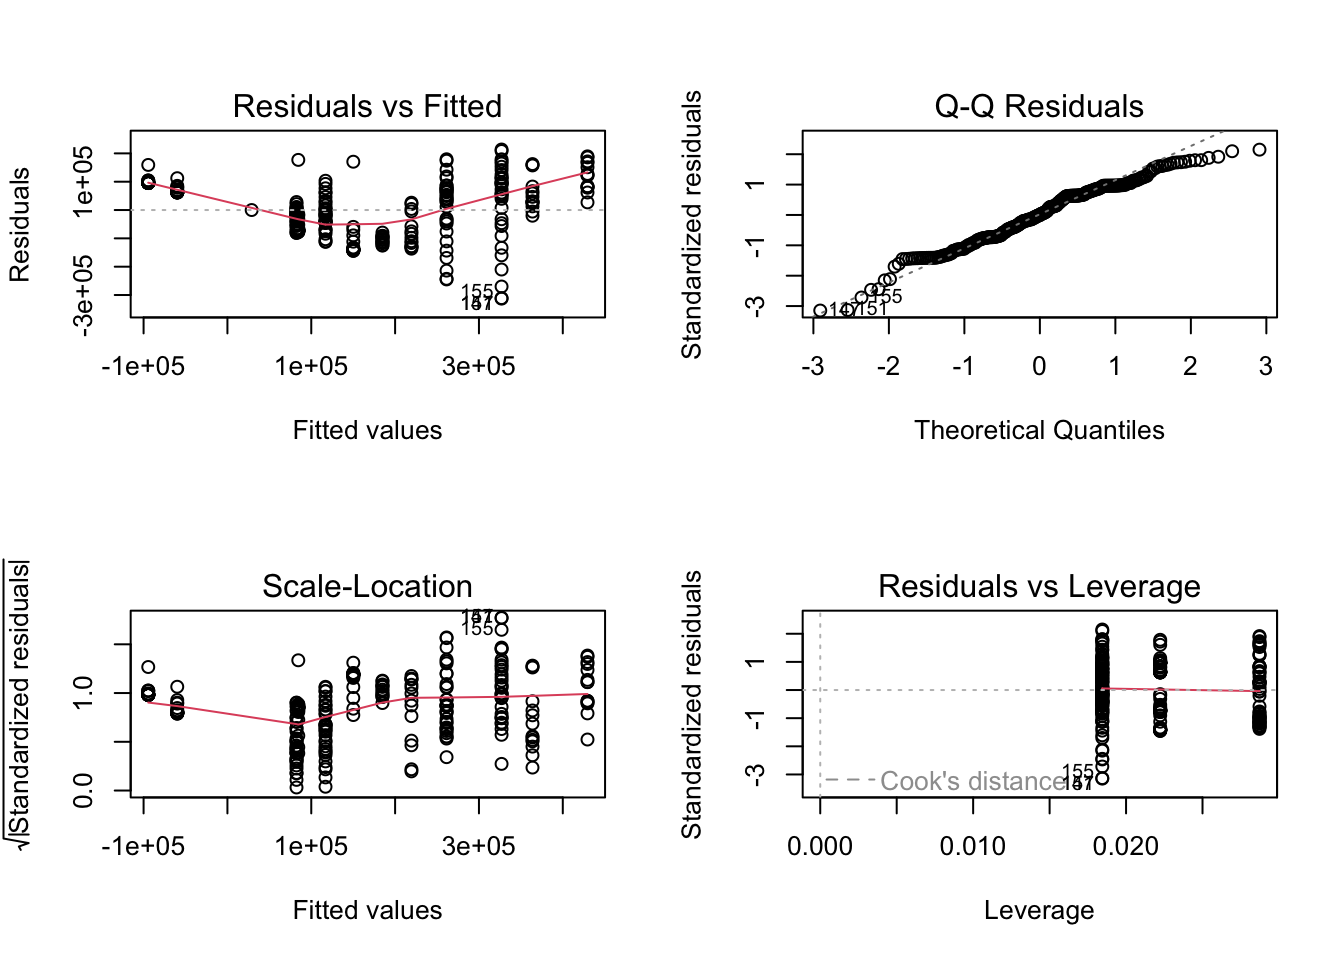 Residuals vs Fitted
Residuals
1e+05
-3e+05
155
-1e+05 1e+05 3e+05
Fitted values
Q-Q Residuals
Standardized residuals
1
-1
-3
155
151
-3 -2 -1 0 1 2 3
Theoretical Quantiles
Scale-Location
√|Standardized residuals|
1.0
0.0
155
-1e+05 1e+05 3e+05
Fitted values
Residuals vs Leverage
Standardized residuals
1
-1
-3
155
Cook's distance
0.000 0.010 0.020
Leverage